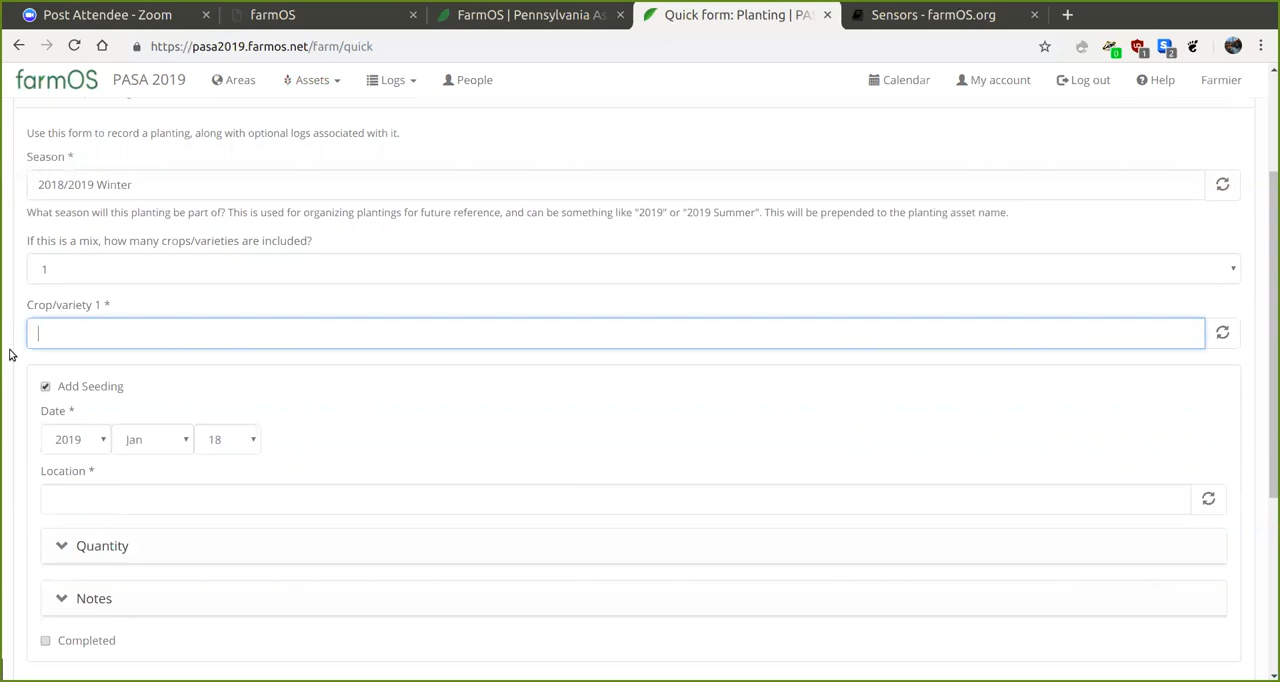 Post Attendee - Zoom
farmOS
FarmOS | Pennsylvania As
Quick form: Planting | PA
Sensors - farmOS.org
https://pasa2019.farmos.net/farm/quick
0
1
2
farmOS PASA 2019 Areas Assets Logs People Calendar My account Log out Help Farmier
Use this form to record a planting, along with optional logs associated with it.
Season *
2018/2019 Winter
What season will this planting be part of? This is used for organizing plantings for future reference, and can be something like "2019" or "2019 Summer". This will be prepended to the planting asset name.
If this is a mix, how many crops/varieties are included?
1
Crop/variety 1 *
Add Seeding
Date *
2019 Jan 18
Location *
Quantity
Notes
Completed